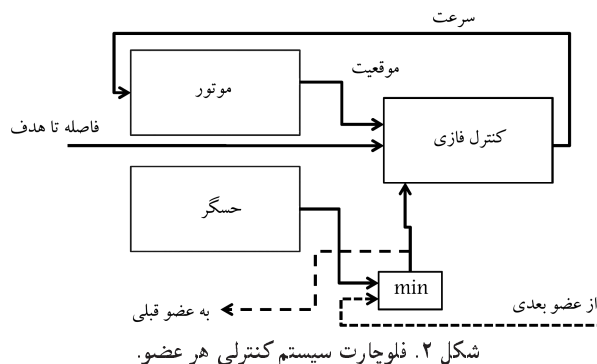 سرعت
موقعیت
موتور
کنترل فازی
فاصله تا هدف
حسگر
min
از عضو بعدی
به عضو قبلی
شکل ۲. فلوچارت سیستم کنترلی هر عضو.